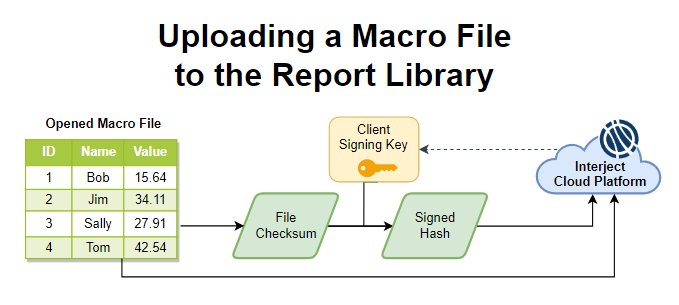 Uploading a Macro File
to the Report Library
Opened Macro File
ID Name Value
1 Bob 15.64
2 Jim 34.11
3 Sally 27.91
4 Tom 42.54
File
Checksum
Client
Signing Key
Signed
Hash
Interject
Cloud Platform